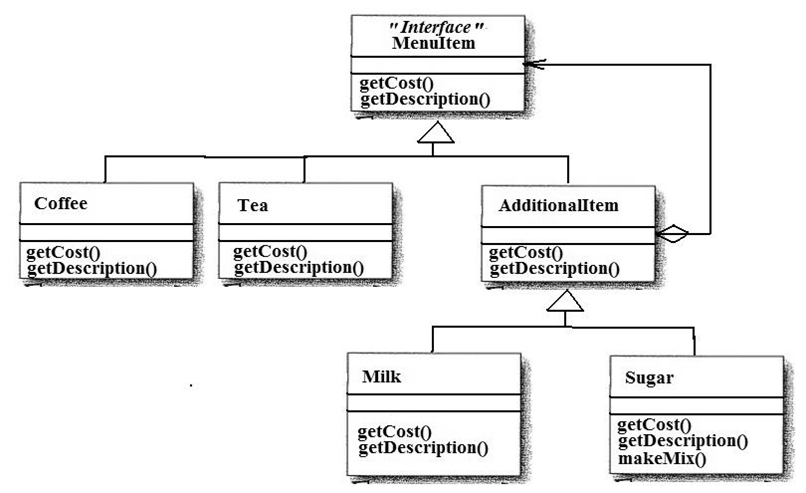 "Interface"
MenuItem
getCost()
getDescription()
Coffee
getCost()
getDescription()
Tea
getCost()
getDescription()
AdditionalItem
getCost()
getDescription()
Milk
getCost()
getDescription()
Sugar
getCost()
getDescription()
makeMix()